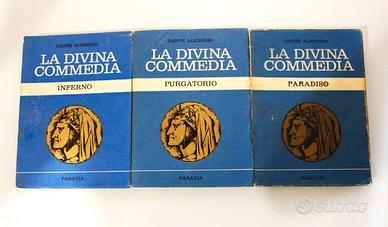 DANTE ALIGHIERI
LA DIVINA
COMMEDIA
INFERNO
PARAVIA
DANTE ALIGHIERI
LA DIVINA
COMMEDIA
PURGATORIO
PARAVIA
DANTE ALIGHIERI
LA DIVINA
COMMEDIA
PARADISO
PARAVIA
subito